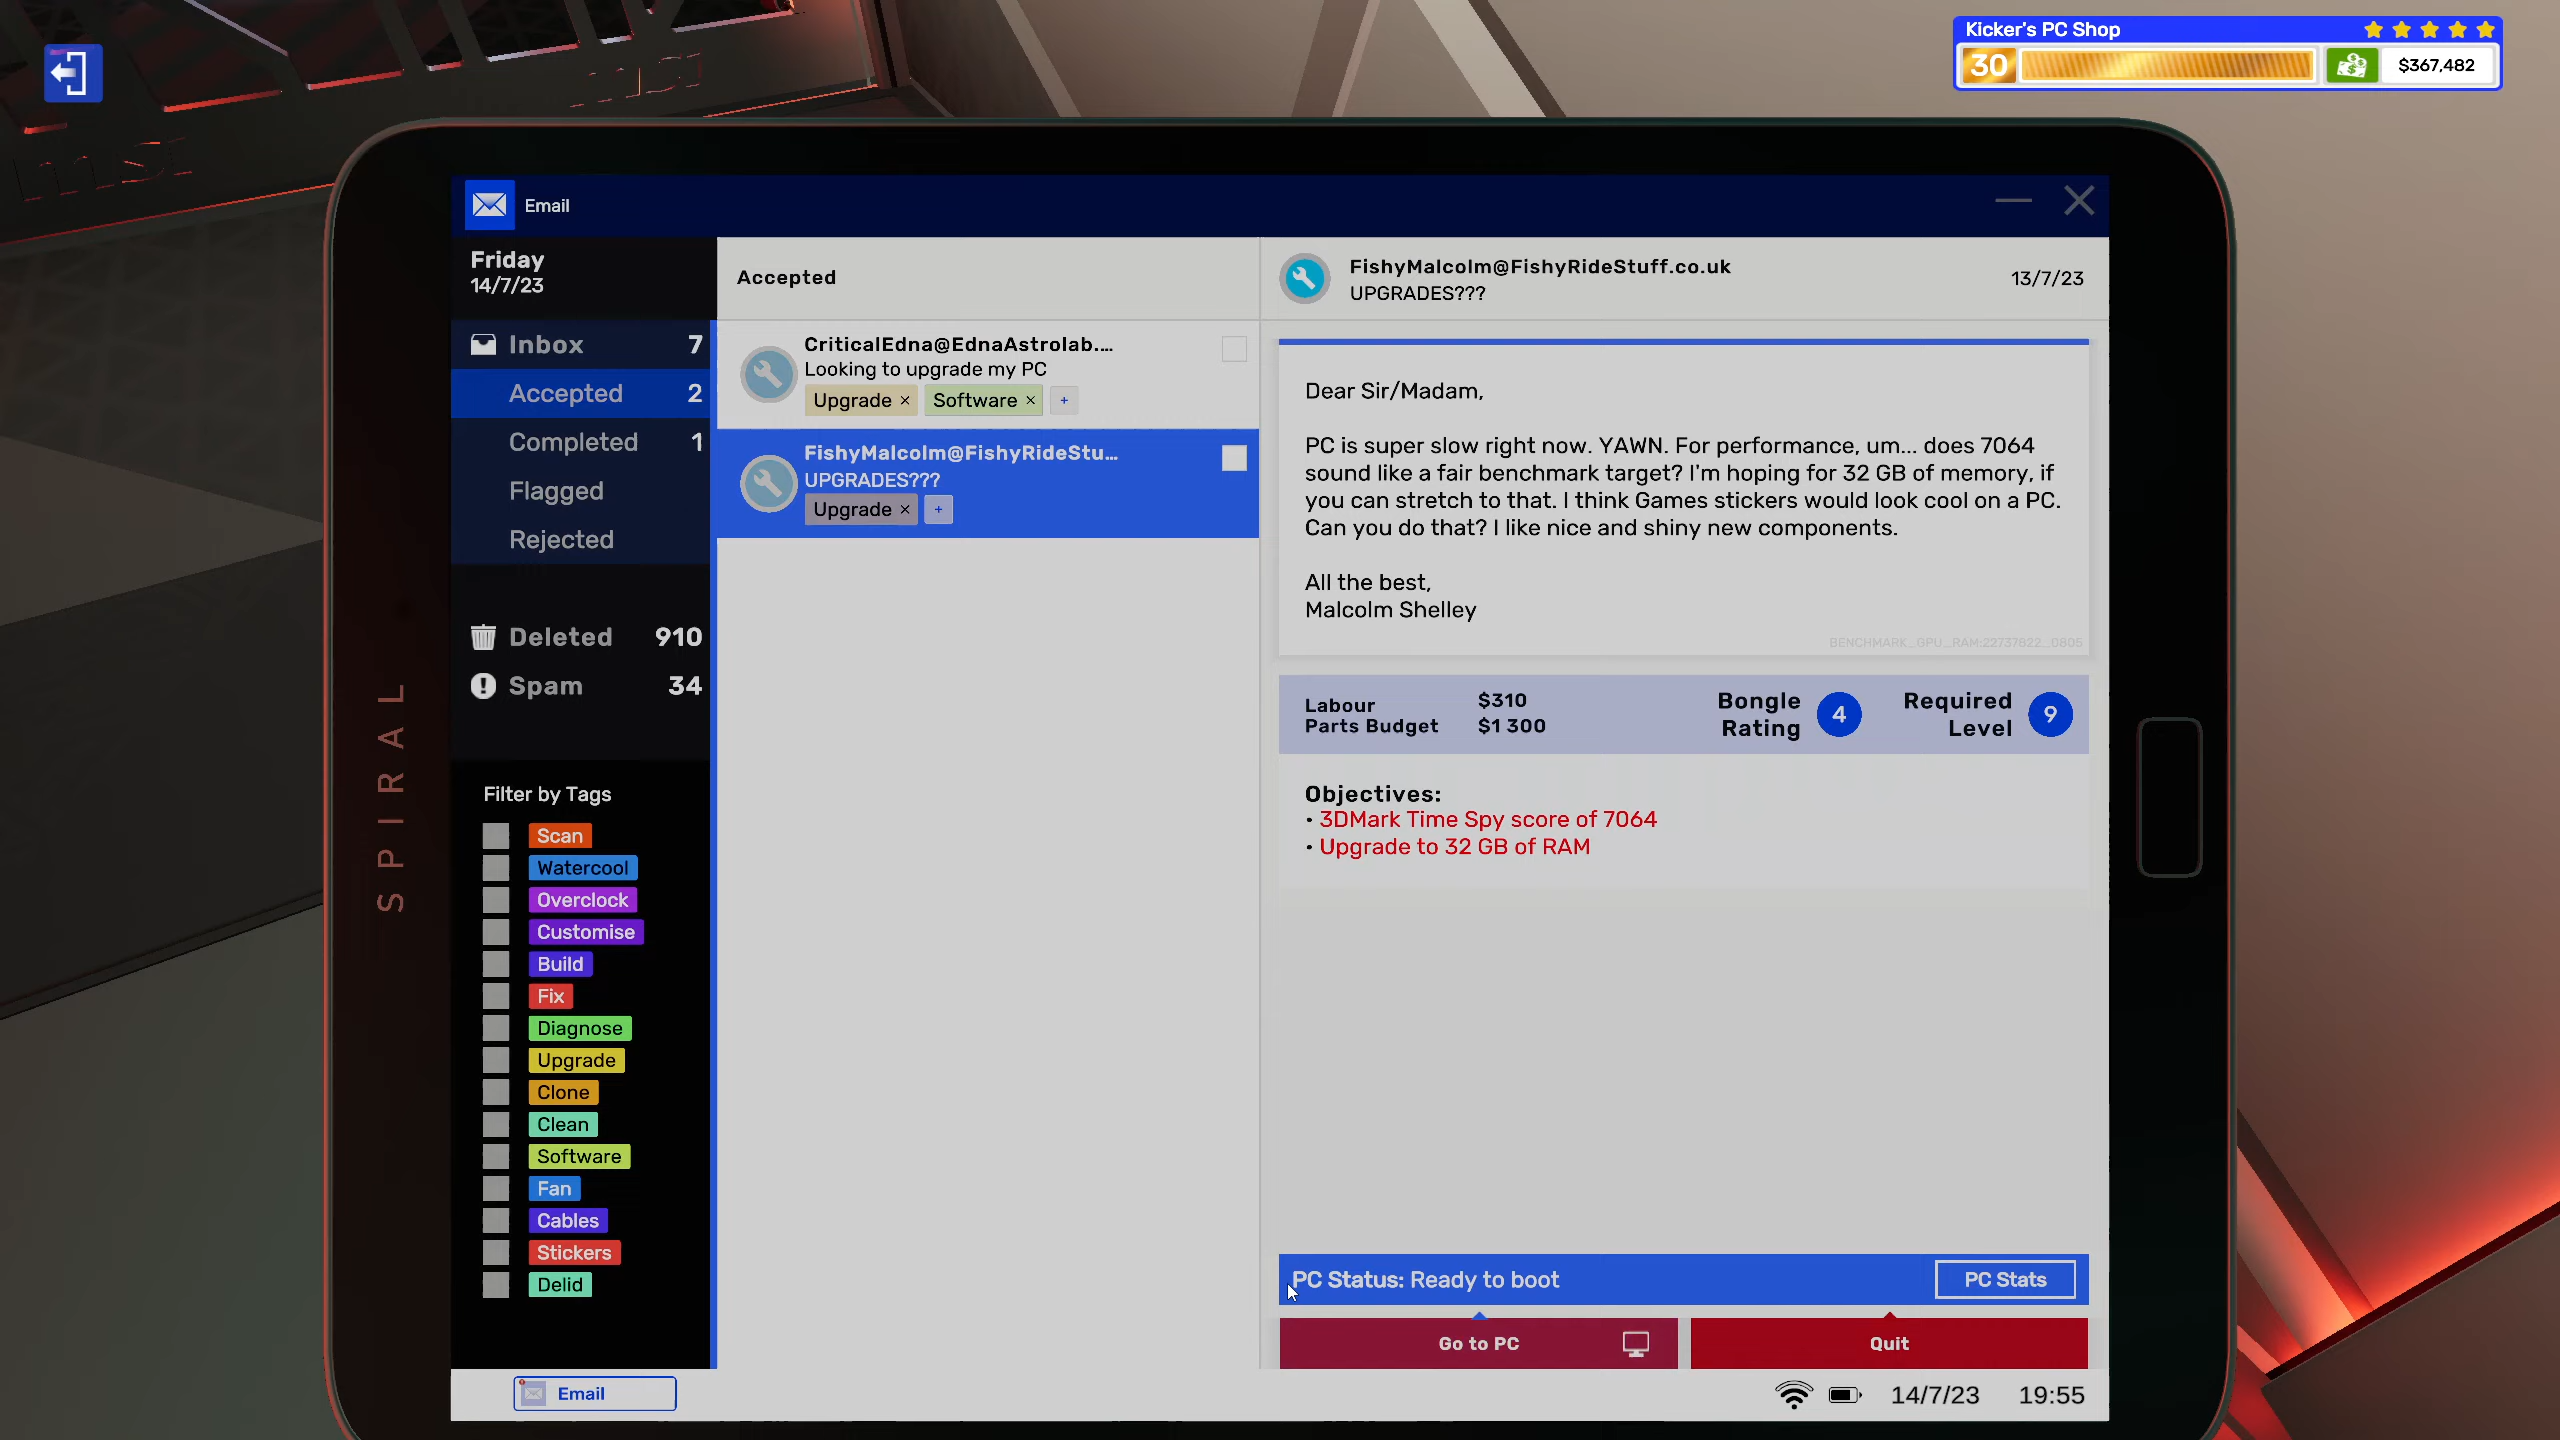 Kicker's PC Shop
30
$367,482
msi
msi
Email
Friday
14/7/23
Inbox 7
Accepted 2
Completed 1
Flagged
Rejected
Deleted 910
Spam 34
Filter by Tags
Scan
Watercool
Overclock
Customise
Build
Fix
Diagnose
Upgrade
Clone
Clean
Software
Fan
Cables
Stickers
Delid
Accepted
CriticalEdna@EdnaAstrolab....
Looking to upgrade my PC
Upgrade × Software × +
FishyMalcolm@FishyRideStu...
UPGRADES???
Upgrade × +
FishyMalcolm@FishyRideStuff.co.uk
UPGRADES???
13/7/23
Dear Sir/Madam,
PC is super slow right now. YAWN. For performance, um... does 7064
sound like a fair benchmark target? I'm hoping for 32 GB of memory, if
you can stretch to that. I think Games stickers would look cool on a PC.
Can you do that? I like nice and shiny new components.
All the best,
Malcolm Shelley
BENCHMARK_GPU_RAM:22737822_0805
Labour $310
Parts Budget $1 300
Bongle Rating 4
Required Level 9
Objectives:
• 3DMark Time Spy score of 7064
• Upgrade to 32 GB of RAM
PC Status: Ready to boot
PC Stats
Go to PC
Quit
Email
14/7/23 19:55
SPIRAL